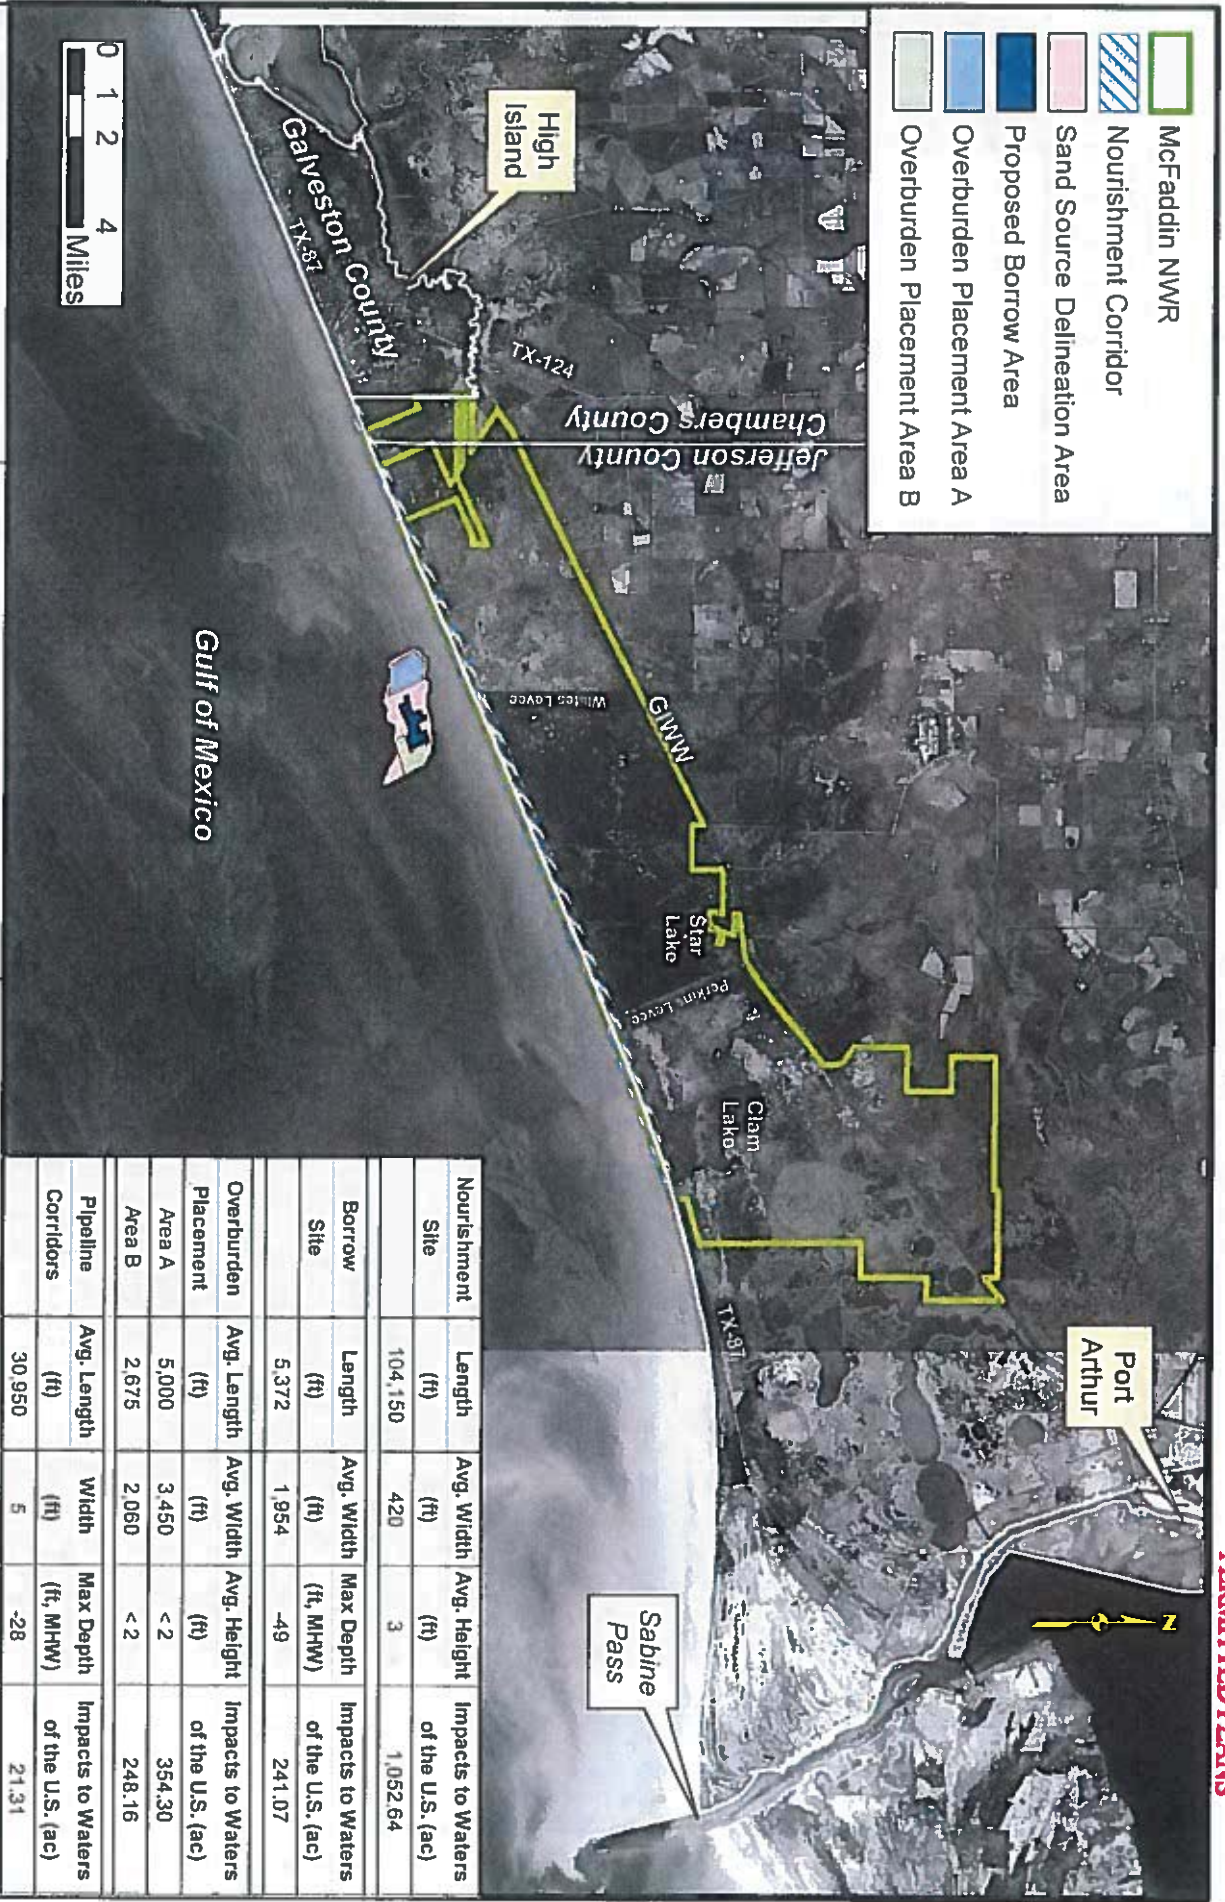 McFaddin NWR
Nourishment Corridor
Sand Source Delineation Area
Proposed Borrow Area
Overburden Placement Area A
Overburden Placement Area B
High
Island
Galveston County
TX-87
TX-124
Chambers County
Jefferson County
GIWW
Whites Levee
Star
Lake
Perkins Levee
Clam
Lake
TX-87
Port
Arthur
Sabine
Pass
N
Gulf of Mexico
0 1 2 4
Miles
Nourishment Length Avg. Width Avg. Height Impacts to Waters
Site (ft) (ft) (ft) of the U.S. (ac)
104,150 420 3 1,052.64
Borrow Length Avg. Width Max Depth Impacts to Waters
Site (ft) (ft) (ft, MHW) of the U.S. (ac)
5,372 1,954 -49 241.07
Overburden Avg. Length Avg. Width Avg. Height Impacts to Waters
Placement (ft) (ft) (ft) of the U.S. (ac)
Area A 5,000 3,450 < 2 354.30
Area B 2,675 2,060 < 2 248.16
Pipeline Avg. Length Width Max Depth Impacts to Waters
Corridors (ft) (ft) (ft, MHW) of the U.S. (ac)
30,950 5 -28 21.31